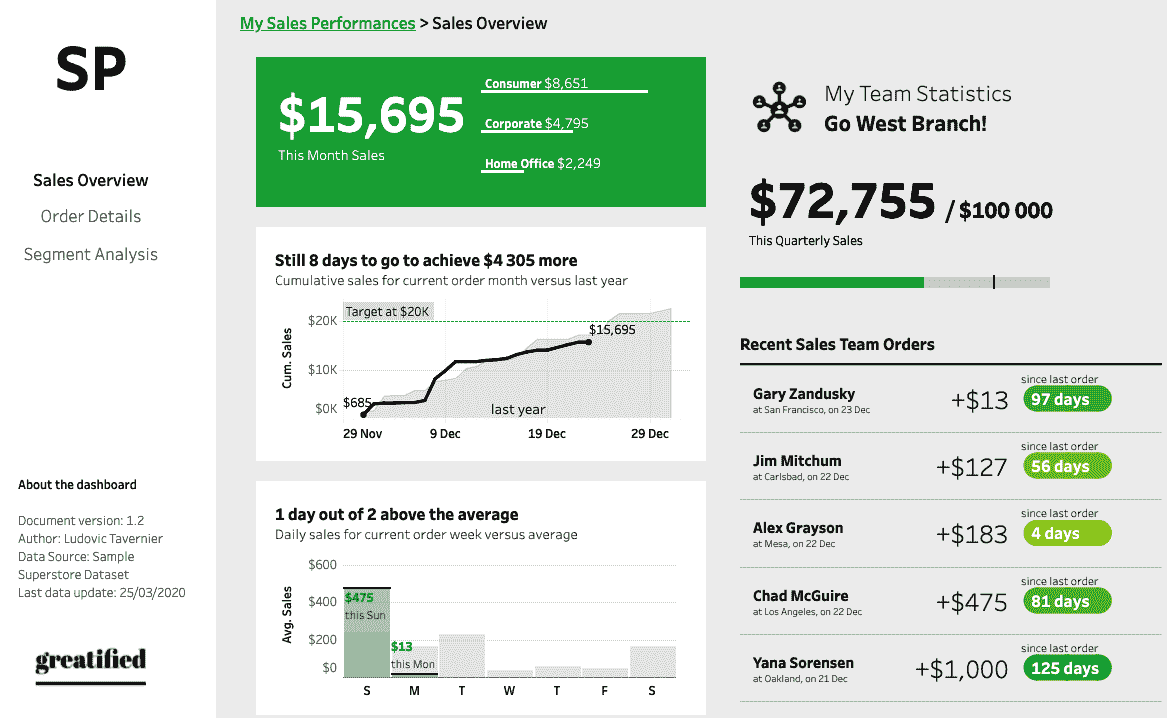 SP
Sales Overview
Order Details
Segment Analysis
About the dashboard
Document version: 1.2
Author: Ludovic Tavernier
Data Source: Sample
Superstore Dataset
Last data update: 25/03/2020
greatified
My Sales Performances > Sales Overview
$15,695
This Month Sales
Consumer $8,651
Corporate $4,795
Home Office $2,249
Still 8 days to go to achieve $4 305 more
Cumulative sales for current order month versus last year
Cum. Sales
$20K
$10K
$0K
Target at $20K
$15,695
$685
last year
29 Nov 9 Dec 19 Dec 29 Dec
1 day out of 2 above the average
Daily sales for current order week versus average
Avg. Sales
$600
$400
$200
$0
$475
this Sun
$13
this Mon
S M T W T F S
My Team Statistics
Go West Branch!
$72,755 / $100 000
This Quarterly Sales
Recent Sales Team Orders
since last order
Gary Zandusky +$13 97 days
at San Francisco, on 23 Dec
since last order
Jim Mitchum +$127 56 days
at Carlsbad, on 22 Dec
since last order
Alex Grayson +$183 4 days
at Mesa, on 22 Dec
since last order
Chad McGuire +$475 81 days
at Los Angeles, on 22 Dec
since last order
Yana Sorensen +$1,000 125 days
at Oakland, on 21 Dec